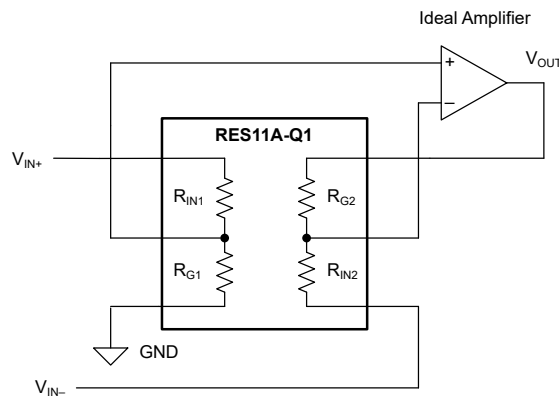 Ideal Amplifier
V_OUT
+
−
RES11A-Q1
V_IN+
R_IN1
R_G2
R_G1
R_IN2
GND
V_IN–